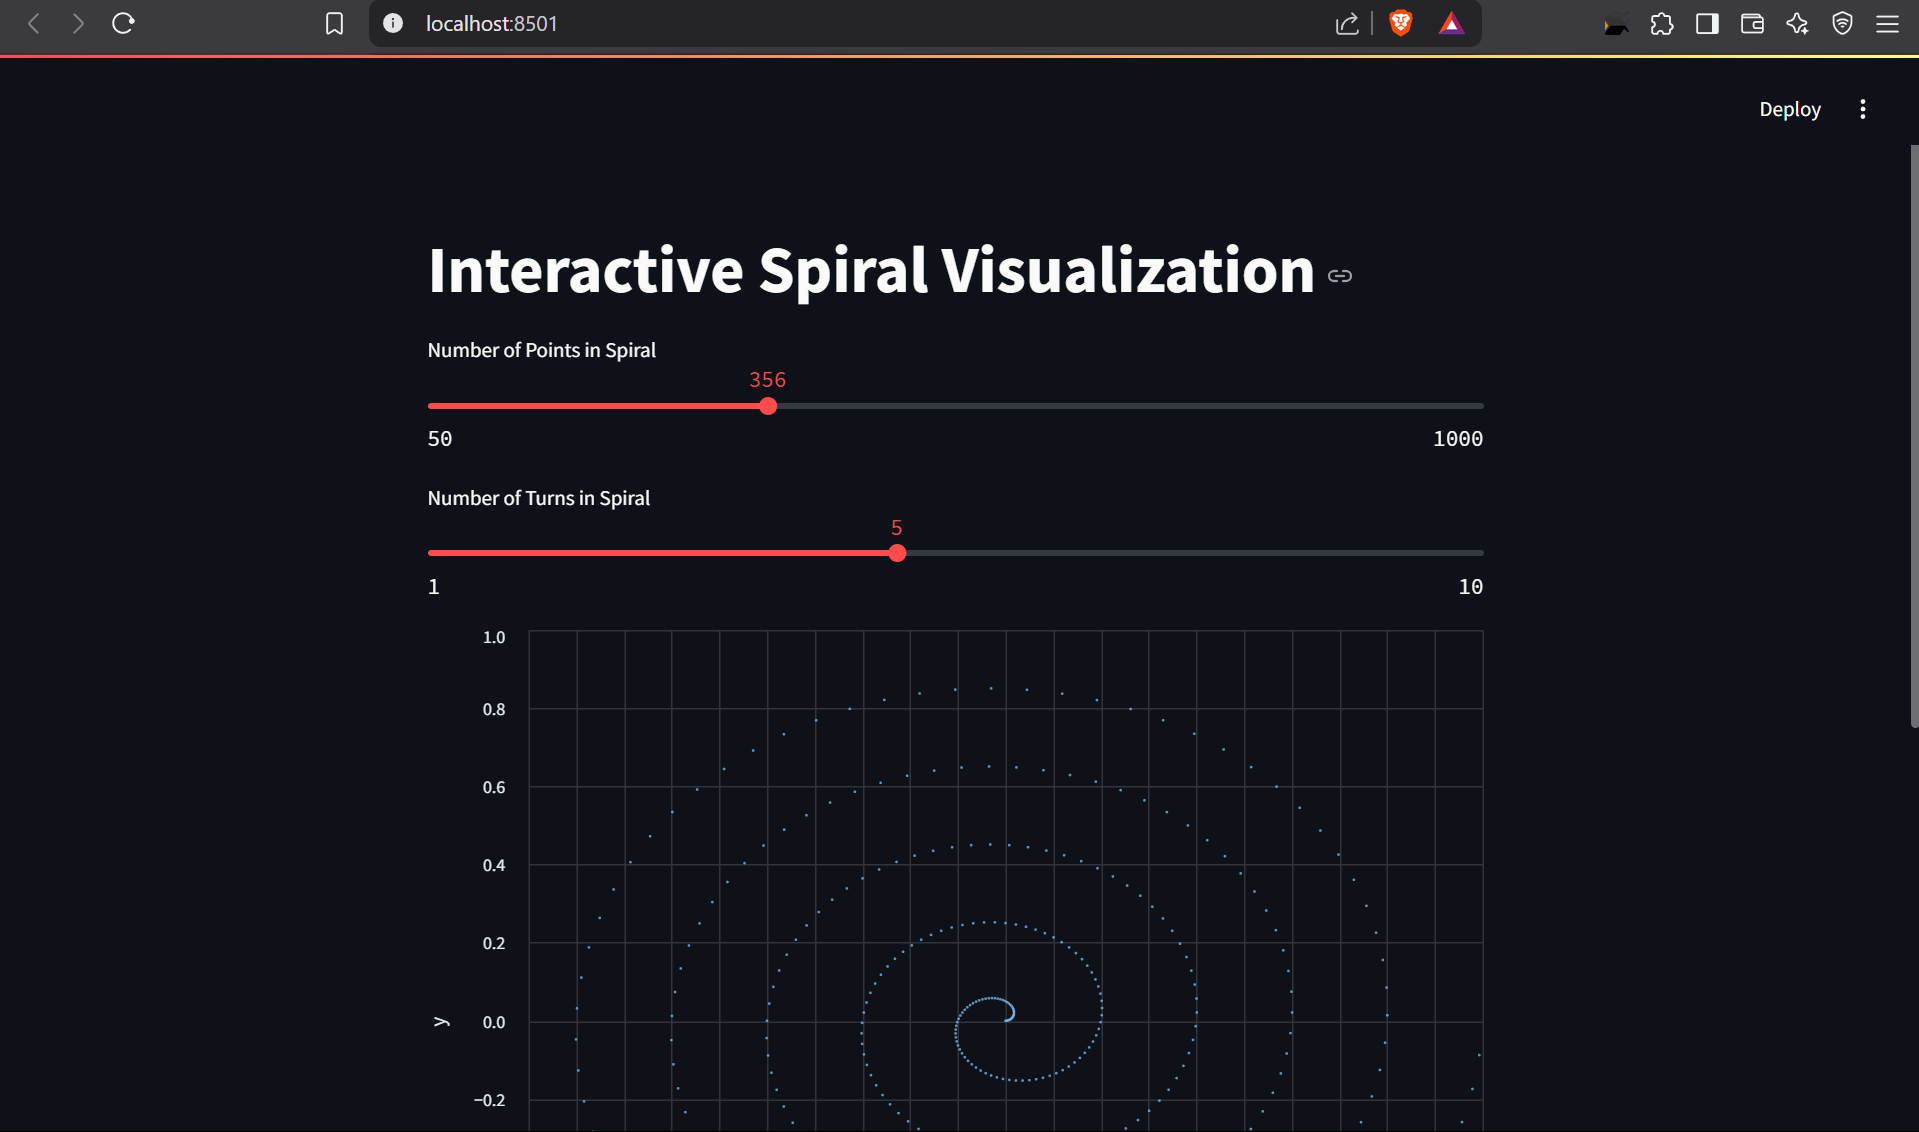 localhost:8501
Deploy
Interactive Spiral Visualization
Number of Points in Spiral
356
50 1000
Number of Turns in Spiral
5
1 10
1.0
0.8
0.6
0.4
0.2
y
0.0
−0.2